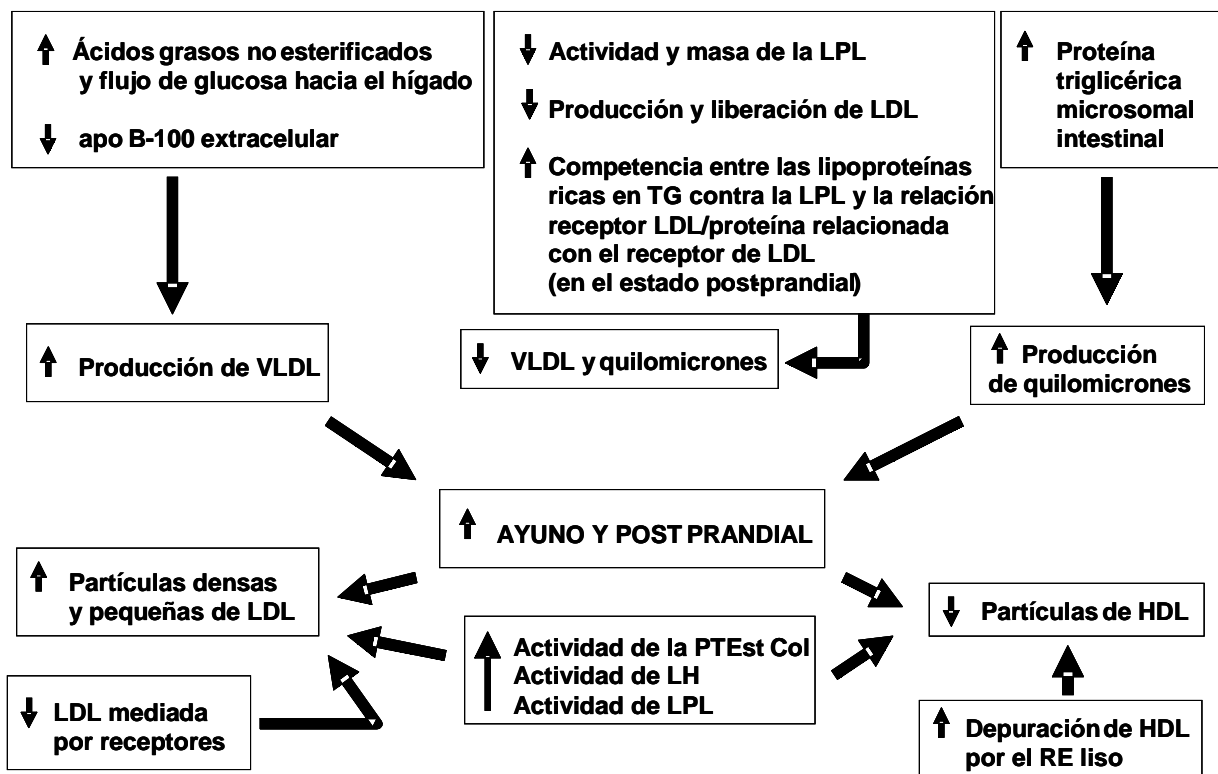 Ácidos grasos no esterificados
y flujo de glucosa hacia el hígado
apo B-100 extracelular
Actividad y masa de la LPL
Producción y liberación de LDL
Competencia entre las lipoproteínas
ricas en TG contra la LPL y la relación
receptor LDL/proteína relacionada
con el receptor de LDL
(en el estado post-prandial)
Proteína
triglicérica
microsomal
intestinal
Producción de VLDL
VLDL y quilomicrones
Producción
de quilomicrones
AYUNO Y POST PRANDIAL
Partículas densas
y pequeñas de LDL
Partículas de HDL
Actividad de la PTEst Col
Actividad de LH
Actividad de LPL
LDL mediada
por receptores
Depuración de HDL
por el RE liso